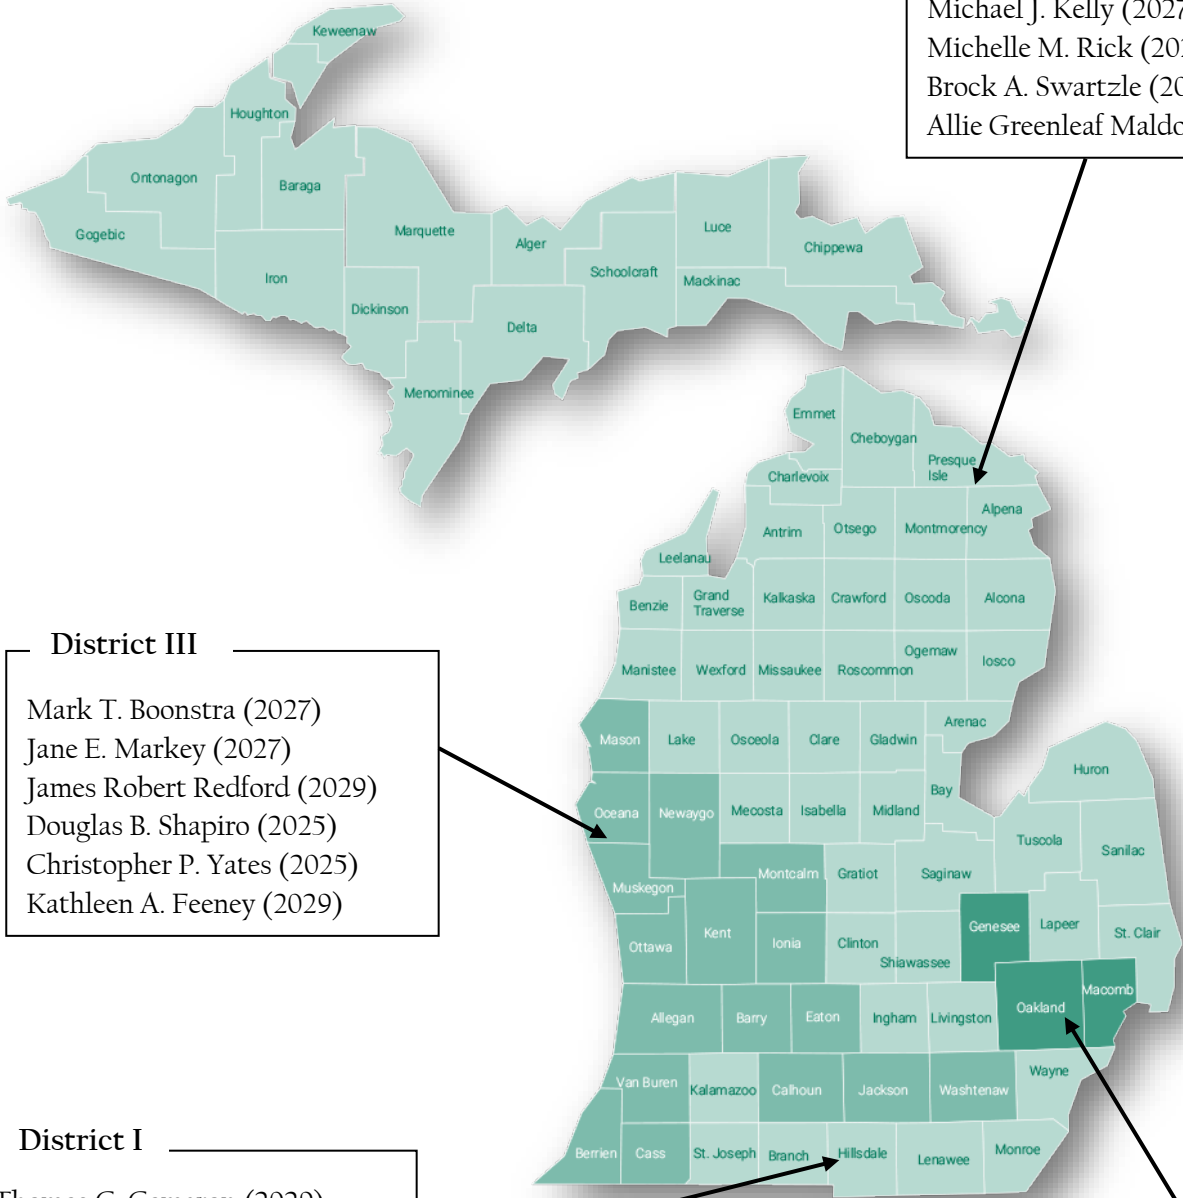 Michael J. Kelly (2027
Michelle M. Rick (20
Brock A. Swartzle (20
Allie Greenleaf Maldo
Keweenaw
Houghton
Ontonagon
Baraga
Gogebic
Marquette
Alger
Luce
Chippewa
Iron
Schoolcraft
Mackinac
Dickinson
Delta
Menominee
Emmet
Cheboygan
Presque
Isle
Charlevoix
Alpena
Antrim
Otsego
Montmorency
Leelanau
Benzie
Grand
Traverse
Kalkaska
Crawford
Oscoda
Alcona
Manistee
Wexford
Missaukee
Roscommon
Ogemaw
Iosco
District III
Mark T. Boonstra (2027)
Jane E. Markey (2027)
James Robert Redford (2029)
Douglas B. Shapiro (2025)
Christopher P. Yates (2025)
Kathleen A. Feeney (2029)
Mason
Lake
Osceola
Clare
Gladwin
Arenac
Huron
Oceana
Newaygo
Mecosta
Isabella
Midland
Bay
Tuscola
Sanilac
Muskegon
Montcalm
Gratiot
Saginaw
Ottawa
Kent
Ionia
Clinton
Shiawassee
Genesee
Lapeer
St. Clair
Allegan
Barry
Eaton
Ingham
Livingston
Oakland
Macomb
Van Buren
Kalamazoo
Calhoun
Jackson
Washtenaw
Wayne
Berrien
Cass
St. Joseph
Branch
Hillsdale
Lenawee
Monroe
District I